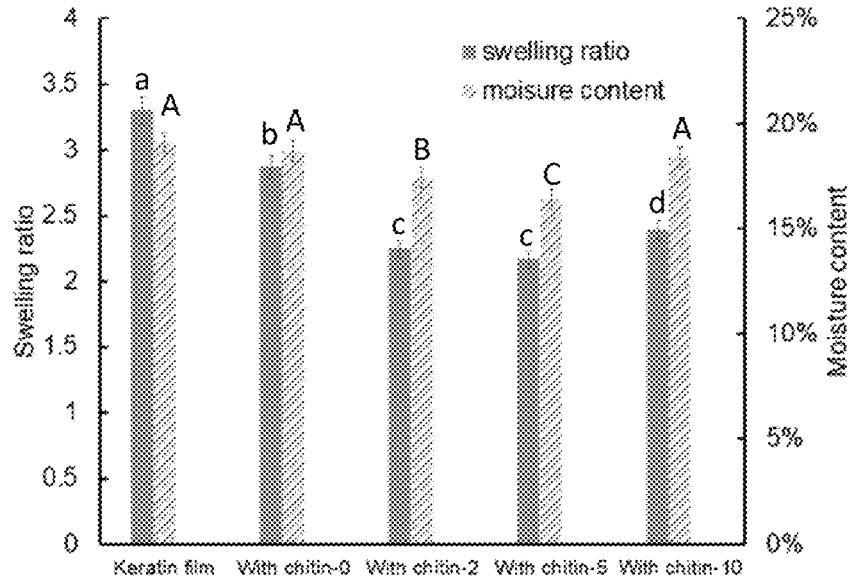 4
3.5
3
2.5
2
1.5
1
0.5
0
Swelling ratio
25%
20%
15%
10%
5%
0%
Moisture content
swelling ratio
moisure content
a
A
b
A
c
B
c
C
d
A
Keratin film
With chitin-0
With chitin-2
With chitin-5
With chitin-10